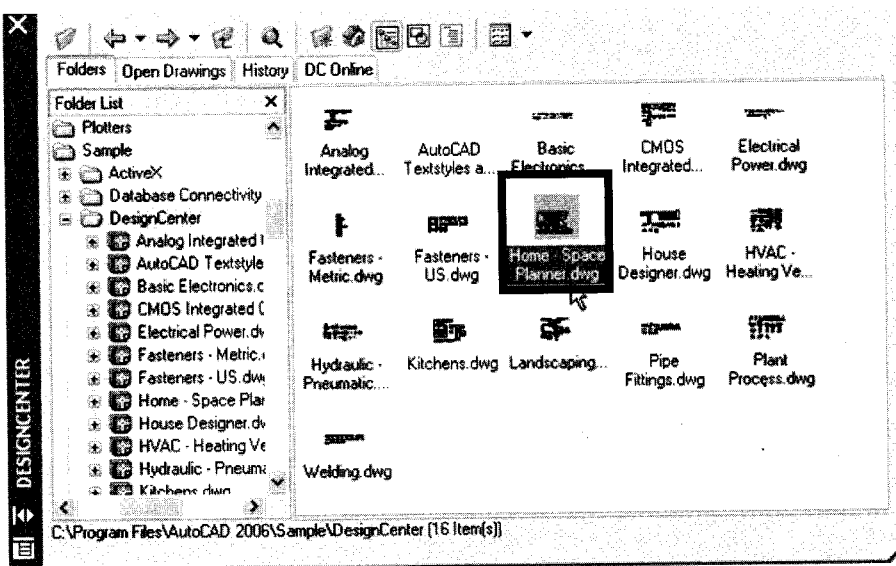 Folders Open Drawings History DC Online
Folder List
Plotters
Sample
ActiveX
Database Connectivity
DesignCenter
Analog Integrated I
AutoCAD Textstyle
Basic Electronics.c
CMOS Integrated C
Electrical Power.dw
Fasteners - Metric.
Fasteners - US.dw
Home - Space Plan
House Designer.dw
HVAC - Heating Ve
Hydraulic - Pneuma
Kitchens.dwg
Analog
Integrated...
AutoCAD
Textstyles a...
Basic
Electronics...
CMOS
Integrated...
Electrical
Power.dwg
Fasteners -
Metric.dwg
Fasteners -
US.dwg
Home - Space
Planner.dwg
House
Designer.dwg
HVAC -
Heating Ve...
Hydraulic -
Pneumatic....
Kitchens.dwg
Landscaping...
Pipe
Fittings.dwg
Plant
Process.dwg
Welding.dwg
DESIGNCENTER
C:\Program Files\AutoCAD 2006\Sample\DesignCenter (16 Item(s))